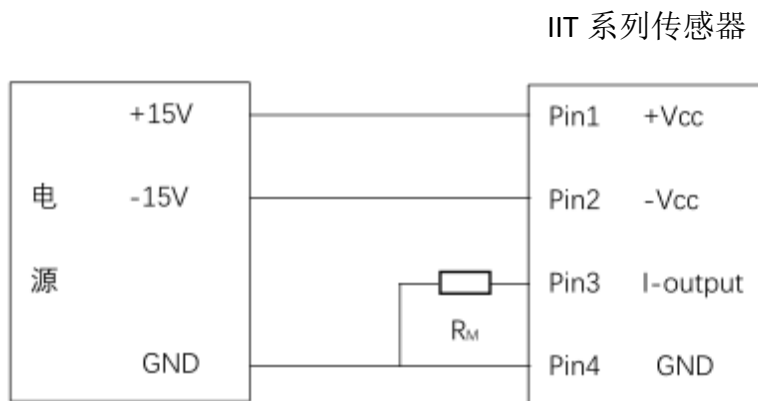 IIT 系列传感器
+15V Pin1 +Vcc
电 -15V Pin2 -Vcc
源 Pin3 I-output
RM
GND Pin4 GND